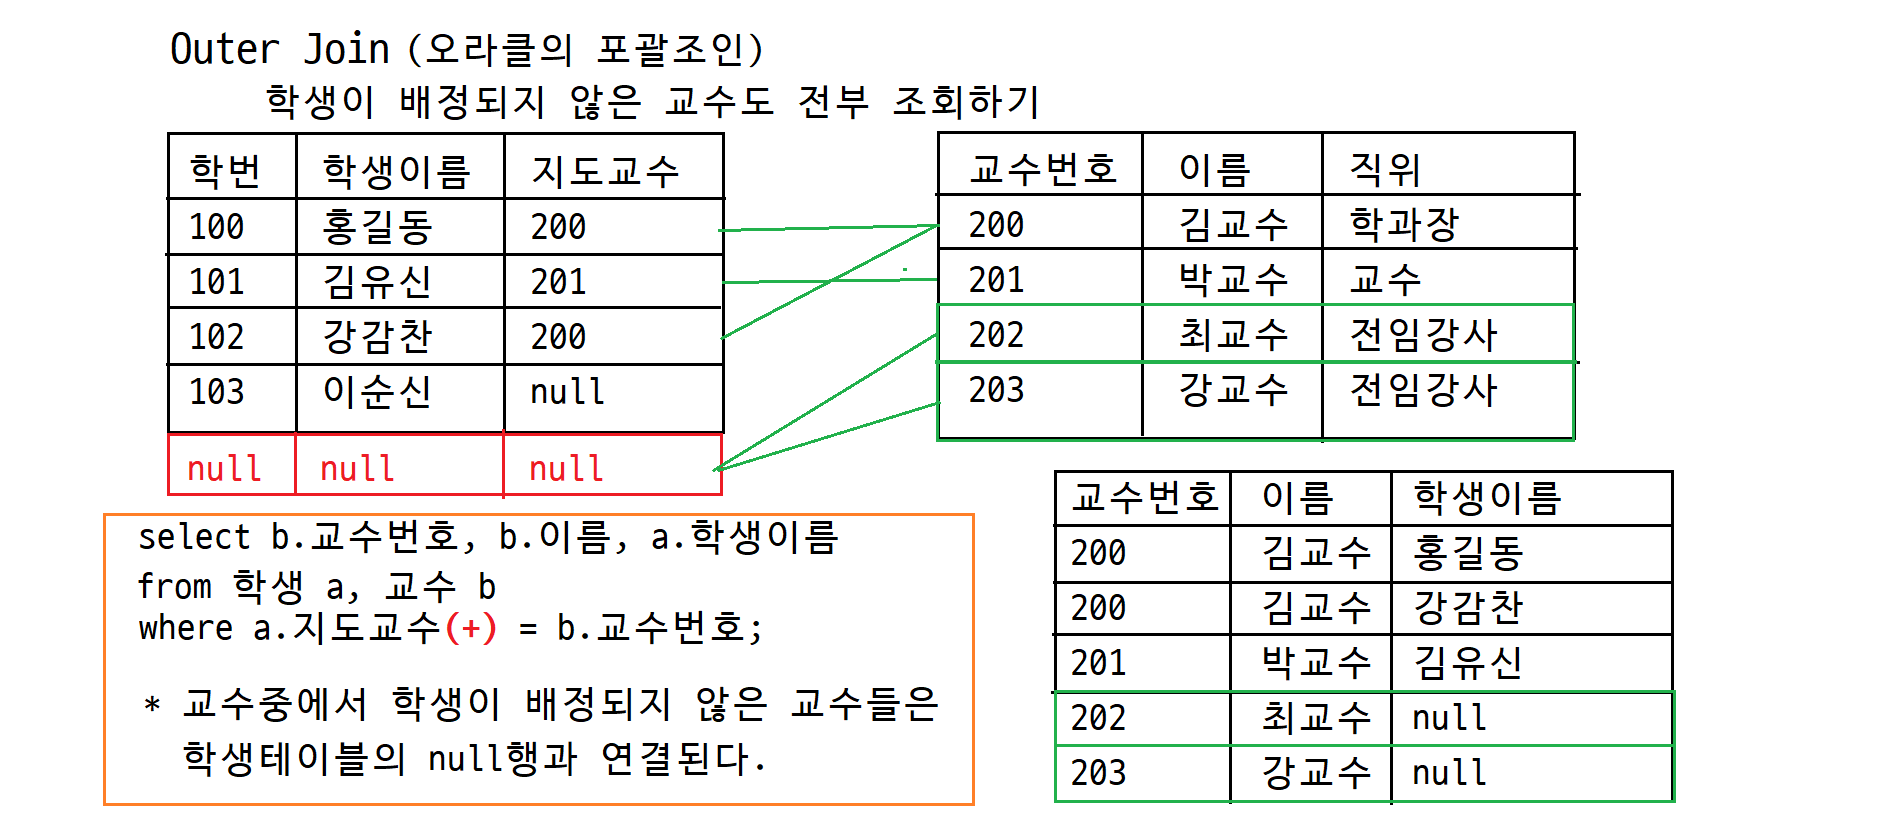 Outer Join (오라클의 포괄조인)
학생이 배정되지 않은 교수도 전부 조회하기
학번 학생이름 지도교수
100 홍길동 200
101 김유신 201
102 강감찬 200
103 이순신 null
null null null
교수번호 이름 직위
200 김교수 학과장
201 박교수 교수
202 최교수 전임강사
203 강교수 전임강사
select b.교수번호, b.이름, a.학생이름
from 학생 a, 교수 b
where a.지도교수(+) = b.교수번호;
* 교수중에서 학생이 배정되지 않은 교수들은
학생테이블의 null행과 연결된다.
교수번호 이름 학생이름
200 김교수 홍길동
200 김교수 강감찬
201 박교수 김유신
202 최교수 null
203 강교수 null